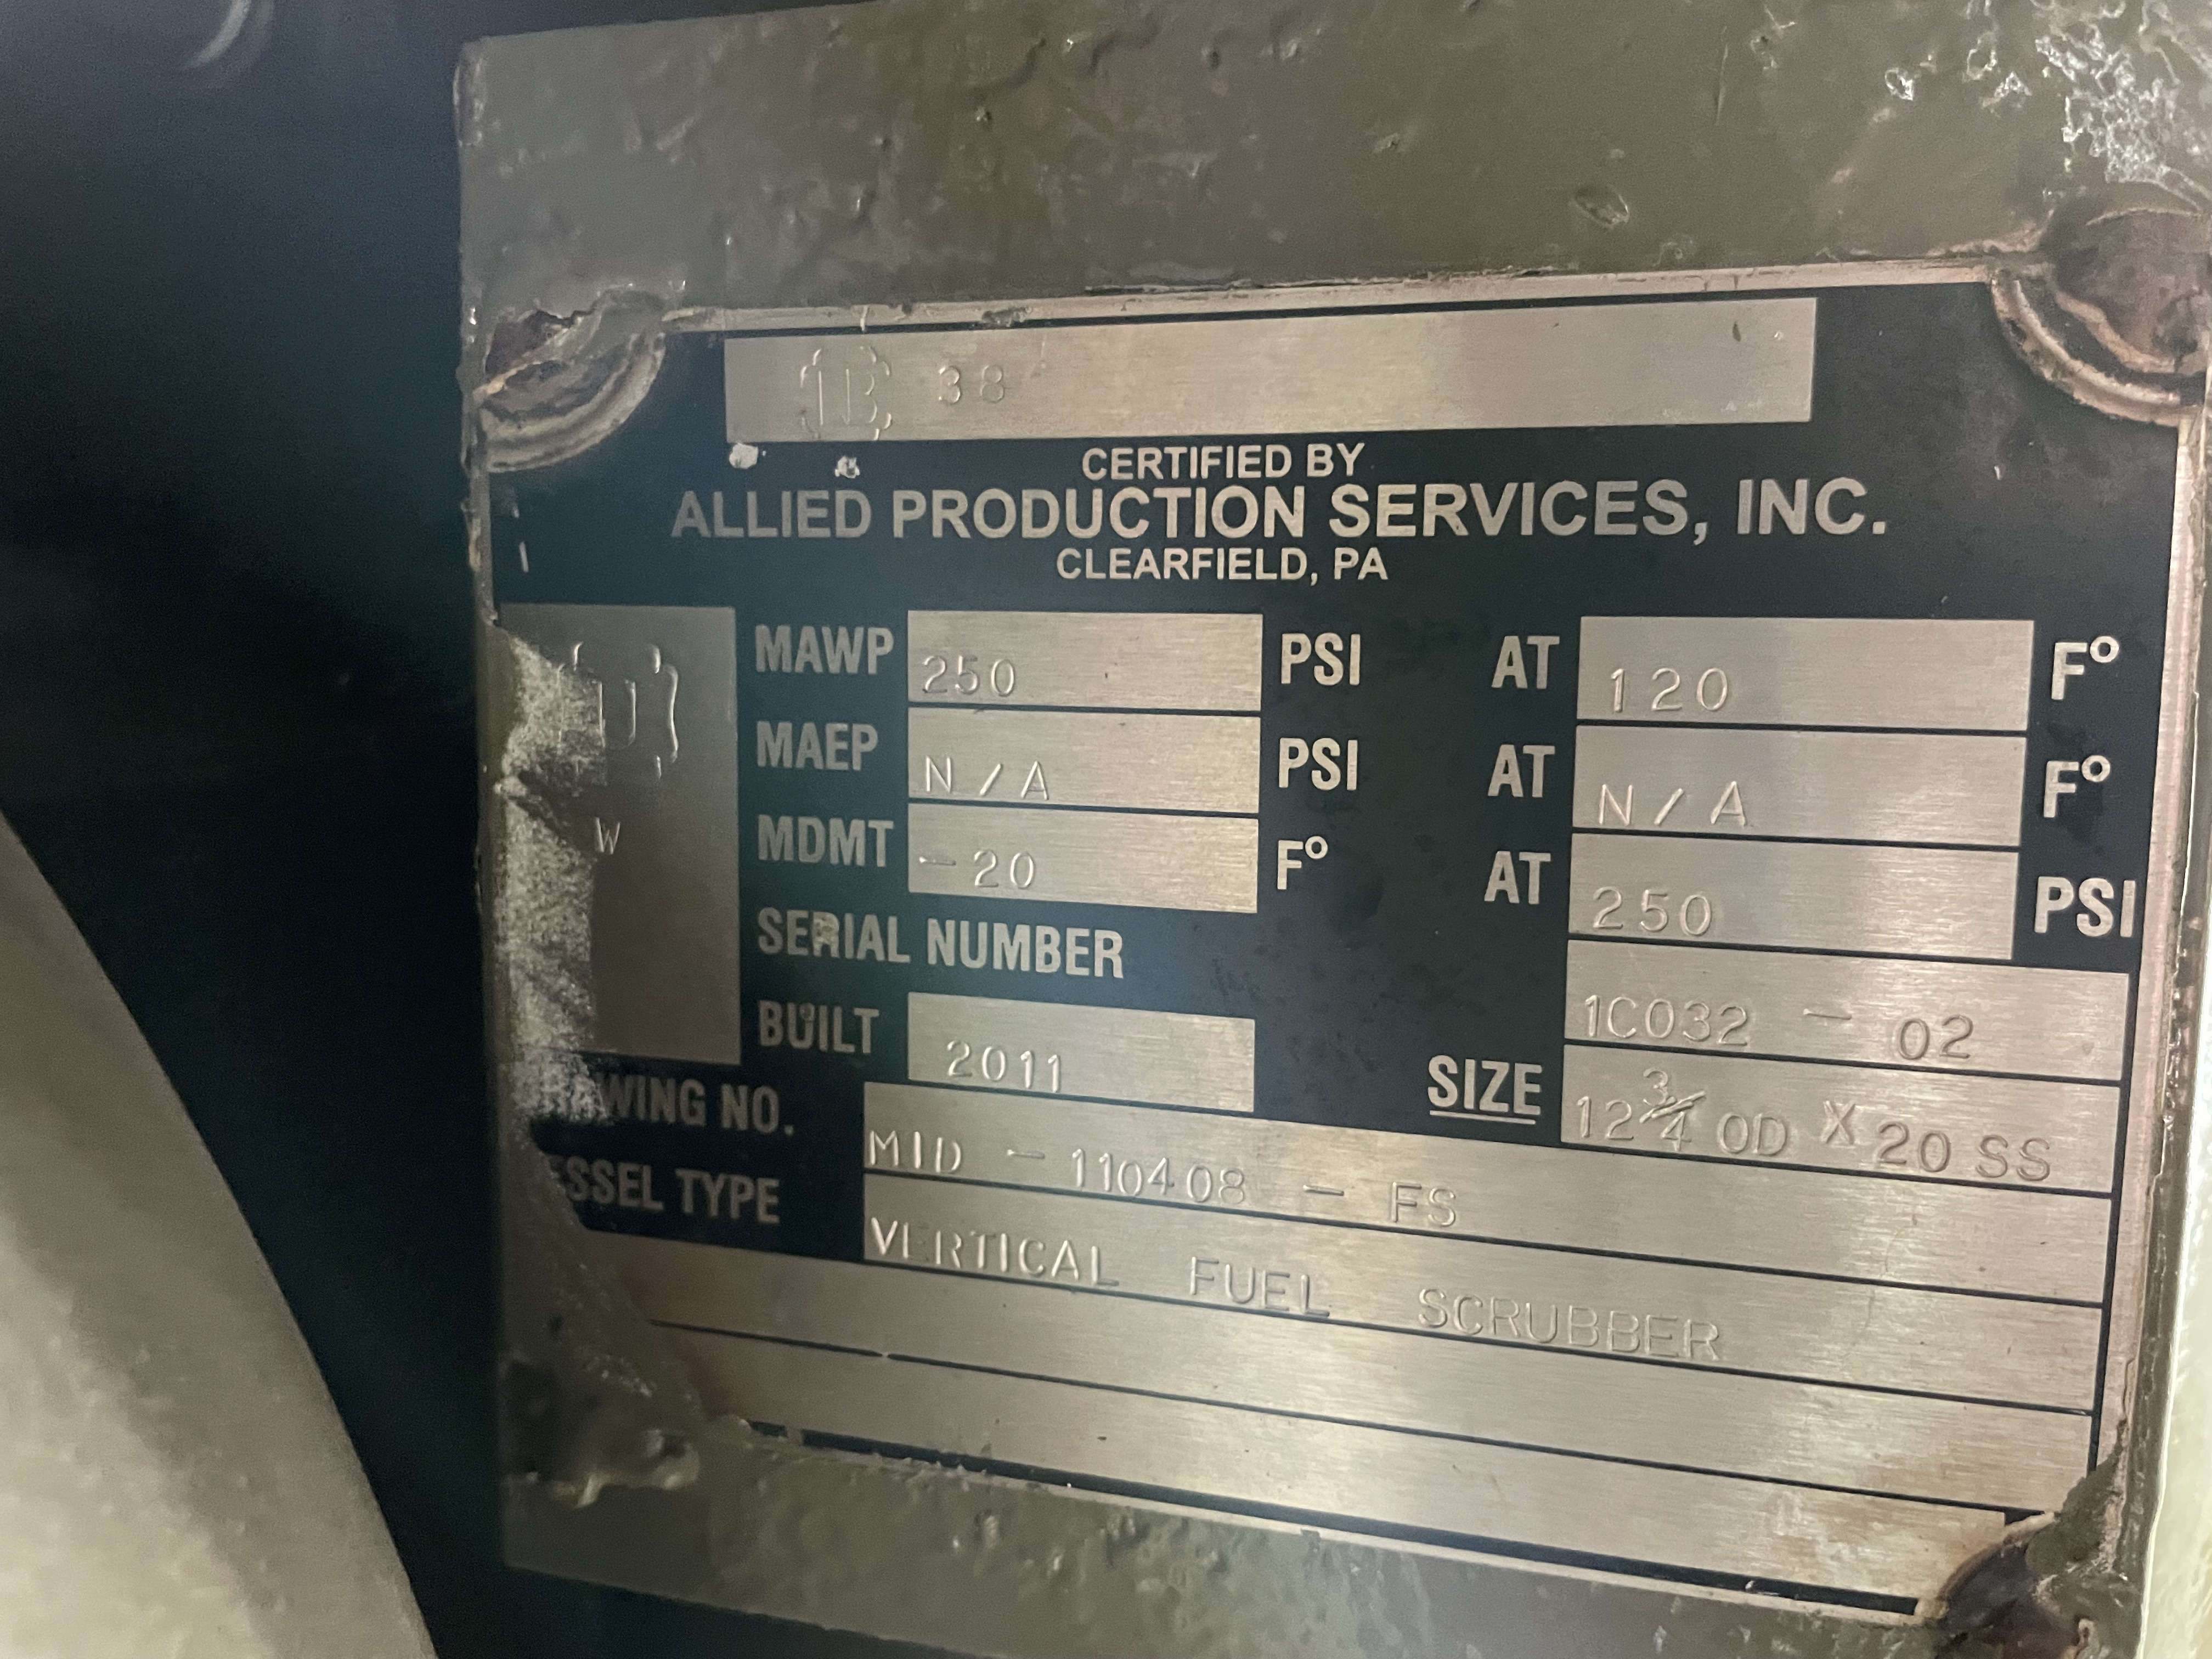 NB 38
CERTIFIED BY
ALLIED PRODUCTION SERVICES, INC.
CLEARFIELD, PA
U
W
MAWP 250 PSI AT 120 F°
MAEP N/A PSI AT N/A F°
MDMT -20 F° AT 250 PSI
SERIAL NUMBER 1C032 - 02
BUILT 2011 SIZE 12 3/4 OD X 20 SS
WING NO. MID - 110408 - FS
ESSEL TYPE VERTICAL FUEL SCRUBBER